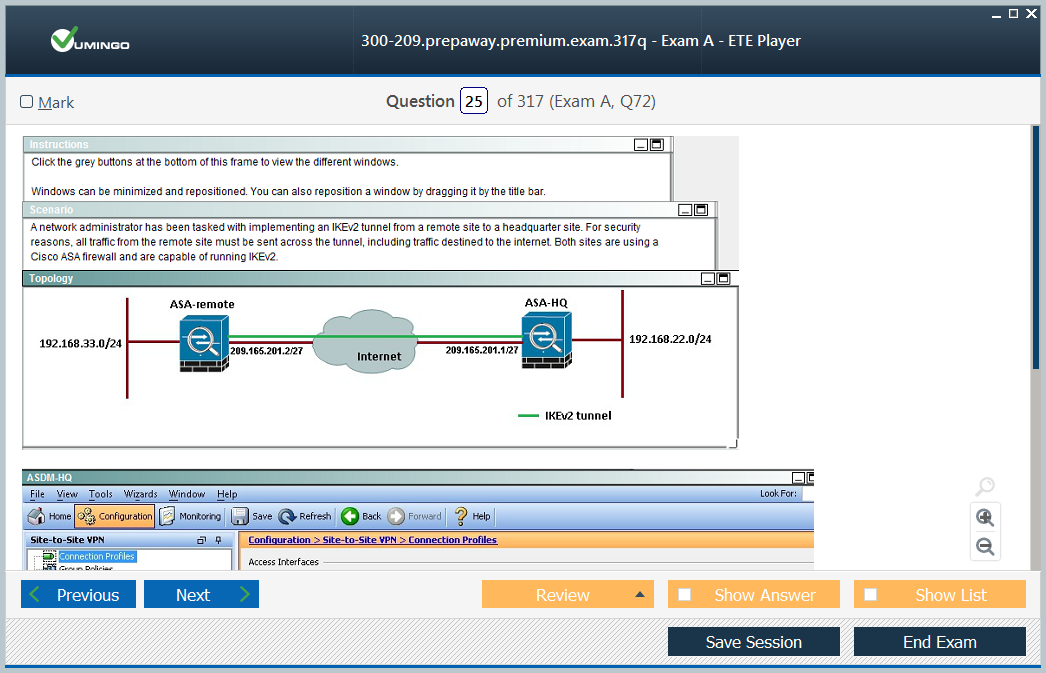 VUMINGO
300-209.prepaway.premium.exam.317q - Exam A - ETE Player
Mark
Question 25 of 317 (Exam A, Q72)
Instructions
Click the grey buttons at the bottom of this frame to view the different windows.
Windows can be minimized and repositioned. You can also reposition a window by dragging it by the title bar.
Scenario
A network administrator has been tasked with implementing an IKEv2 tunnel from a remote site to a headquarter site. For security
reasons, all traffic from the remote site must be sent across the tunnel, including traffic destined to the internet. Both sites are using a
Cisco ASA firewall and are capable of running IKEv2.
Topology
ASA-remote
ASA-HQ
192.168.33.0/24
192.168.22.0/24
209.165.201.2/27
Internet
209.165.201.1/27
IKEv2 tunnel
ASDM-HQ
File View Tools Wizards Window Help
Look For:
Home Configuration Monitoring Save Refresh Back Forward Help
Site-to-Site VPN
Configuration > Site-to-Site VPN > Connection Profiles
Connection Profiles
Access Interfaces
Group Policies
Previous
Next
Review
Show Answer
Show List
Save Session
End Exam